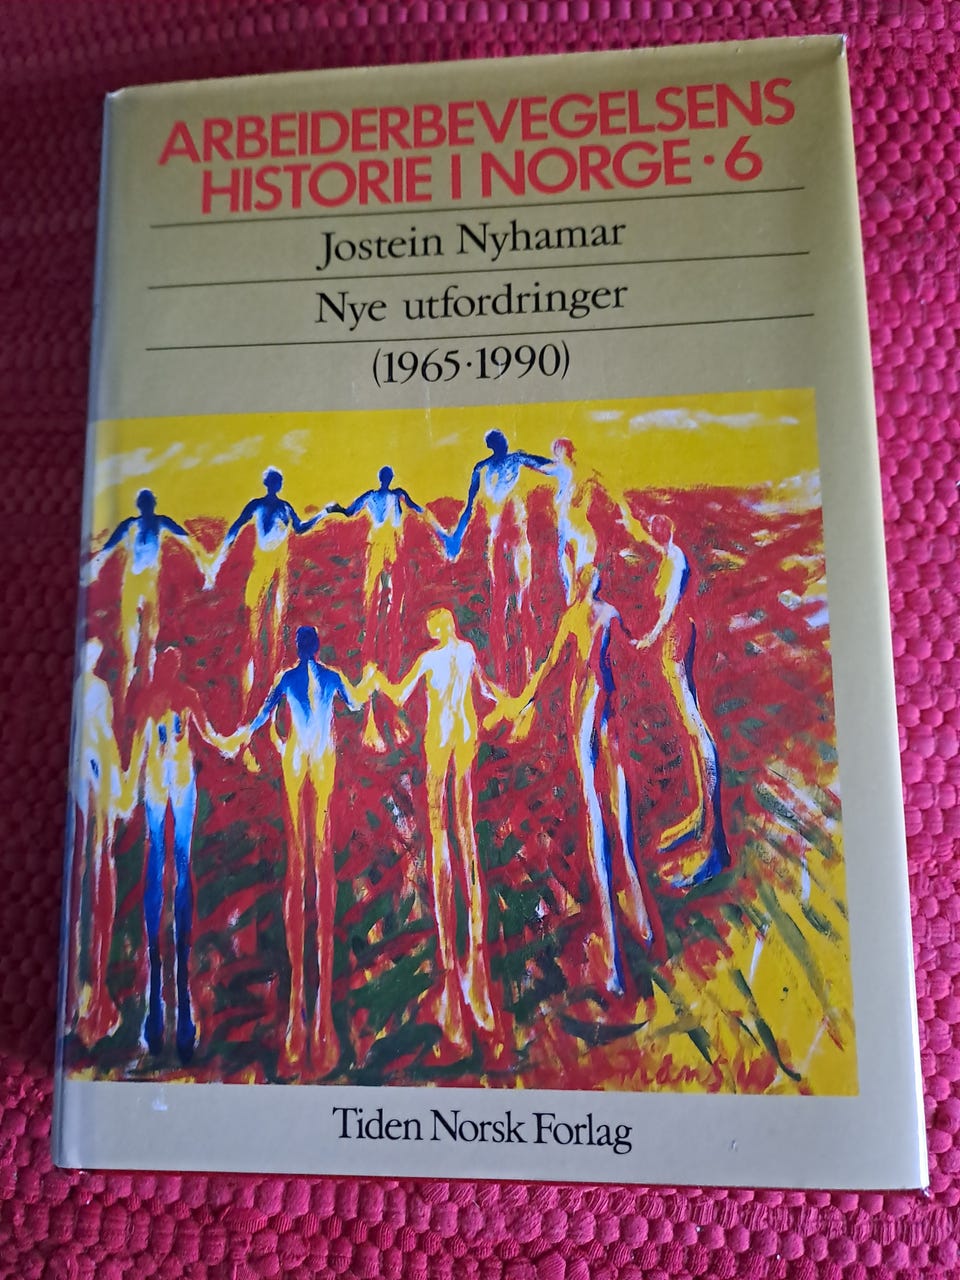 ARBEIDERBEVEGELSENS
HISTORIE I NORGE · 6
Jostein Nyhamar
Nye utfordringer
(1965·1990)
Tiden Norsk Forlag